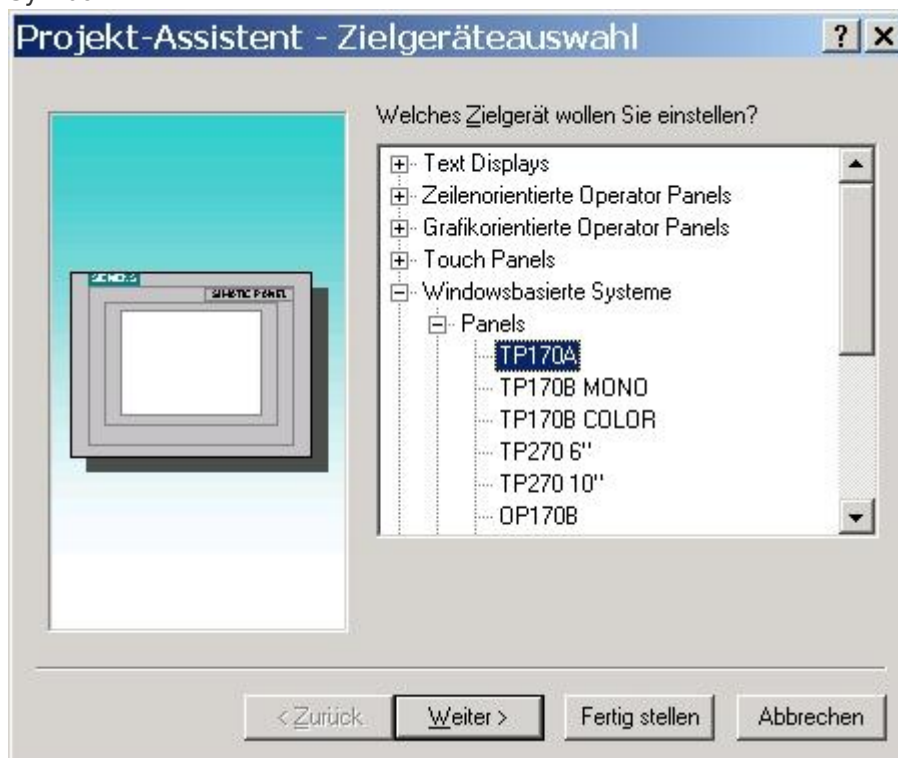 Projekt-Assistent - Zielgeräteauswahl
Welches Zielgerät wollen Sie einstellen?
Text Displays
Zeilenorientierte Operator Panels
Grafikorientierte Operator Panels
Touch Panels
Windowsbasierte Systeme
Panels
TP170A
TP170B MONO
TP170B COLOR
TP270 6''
TP270 10''
OP170B
SIEMENS
SIMATIC PANEL
< Zurück
Weiter >
Fertig stellen
Abbrechen